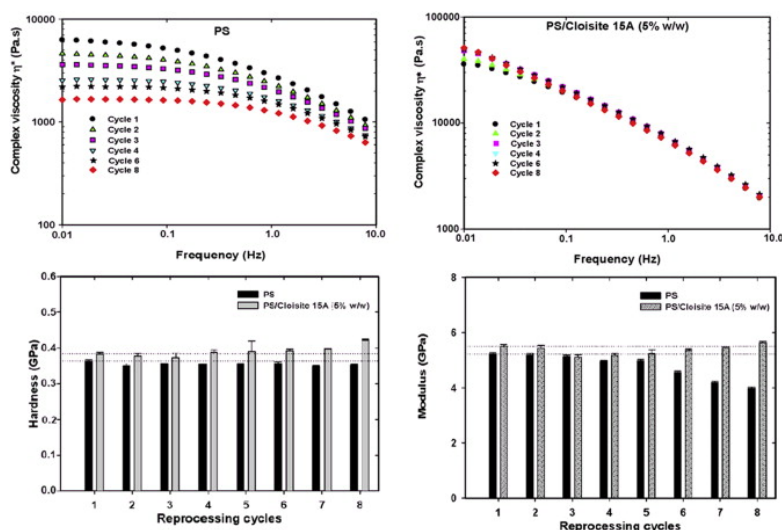 PS
Complex viscosity η* (Pa.s)
10000
1000
100
Cycle 1
Cycle 2
Cycle 3
Cycle 4
Cycle 6
Cycle 8
0.01 0.1 1.0 10.0
Frequency (Hz)
PS/Cloisite 15A (5% w/w)
Complex viscosity η* (Pa.s)
100000
10000
1000
Cycle 1
Cycle 2
Cycle 3
Cycle 4
Cycle 6
Cycle 8
0.01 0.1 1.0 10.0
Frequency (Hz)
Hardness (GPa)
0.6
0.4
0.3
0.1
0.0
PS
PS/Cloisite 15A (5% w/w)
1 2 3 4 5 6 7 8
Reprocessing cycles
Modulus (GPa)
8
6
4
2
0
PS
PS/Cloisite 15A (5% w/w)
1 2 3 4 5 6 7 8
Reprocessing cycles